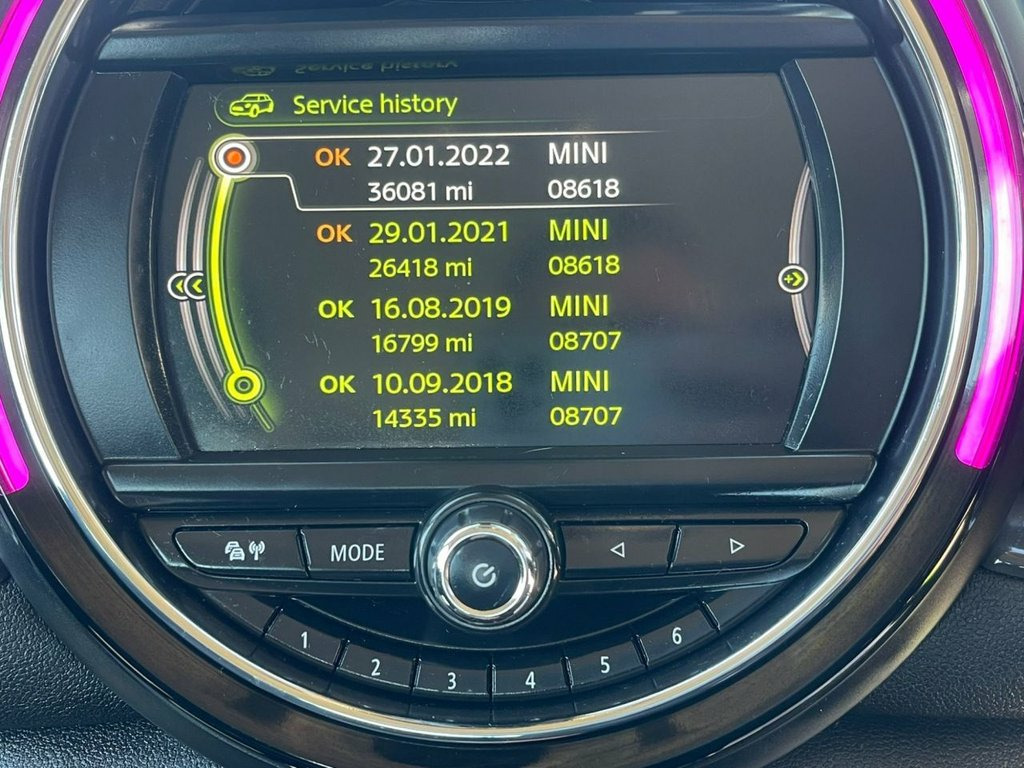 Service history
OK 27.01.2022 MINI
36081 mi 08618
OK 29.01.2021 MINI
26418 mi 08618
OK 16.08.2019 MINI
16799 mi 08707
OK 10.09.2018 MINI
14335 mi 08707
MODE
1 2 3 4 5 6